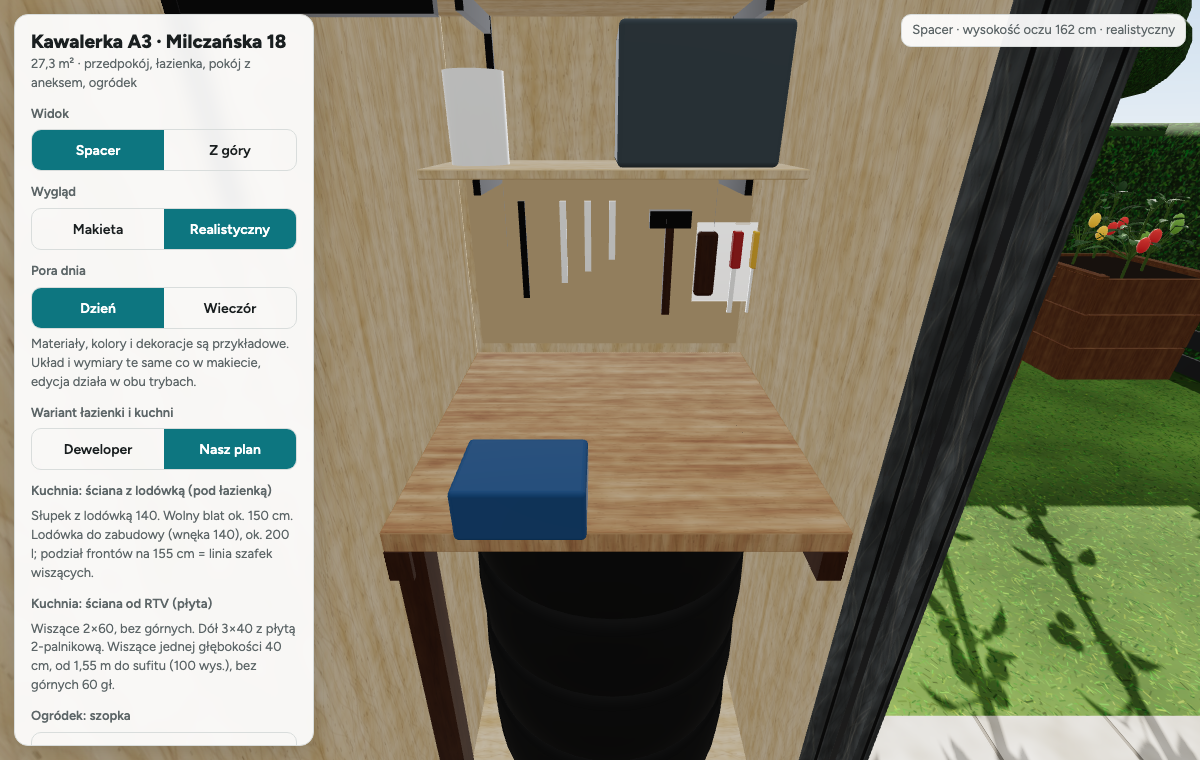 Kawalerka A3 · Milczańska 18
27,3 m² · przedpokój, łazienka, pokój z
aneksem, ogródek
Widok
Spacer
Z góry
Wygląd
Makieta
Realistyczny
Pora dnia
Dzień
Wieczór
Materiały, kolory i dekoracje są przykładowe.
Układ i wymiary te same co w makiecie,
edycja działa w obu trybach.
Wariant łazienki i kuchni
Deweloper
Nasz plan
Kuchnia: ściana z lodówką (pod łazienką)
Słupek z lodówką 140. Wolny blat ok. 150 cm.
Lodówka do zabudowy (wnęka 140), ok. 200
l; podział frontów na 155 cm = linia szafek
wiszących.
Kuchnia: ściana od RTV (płyta)
Wiszące 2×60, bez górnych. Dół 3×40 z płytą
2-palnikową. Wiszące jednej głębokości 40
cm, od 1,55 m do sufitu (100 wys.), bez
górnych 60 gł.
Ogródek: szopka
Spacer · wysokość oczu 162 cm · realistyczny